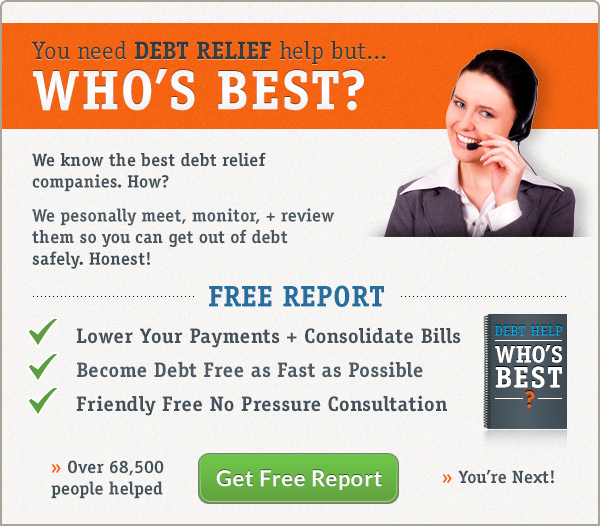 You need DEBT RELIEF help but...
WHO'S BEST?
We know the best debt relief
companies. How?
We pesonally meet, monitor, + review
them so you can get out of debt
safely. Honest!
FREE REPORT
Lower Your Payments + Consolidate Bills
Become Debt Free as Fast as Possible
Friendly Free No Pressure Consultation
DEBT HELP
WHO'S
BEST
?
» Over 68,500
people helped
Get Free Report
» You're Next!